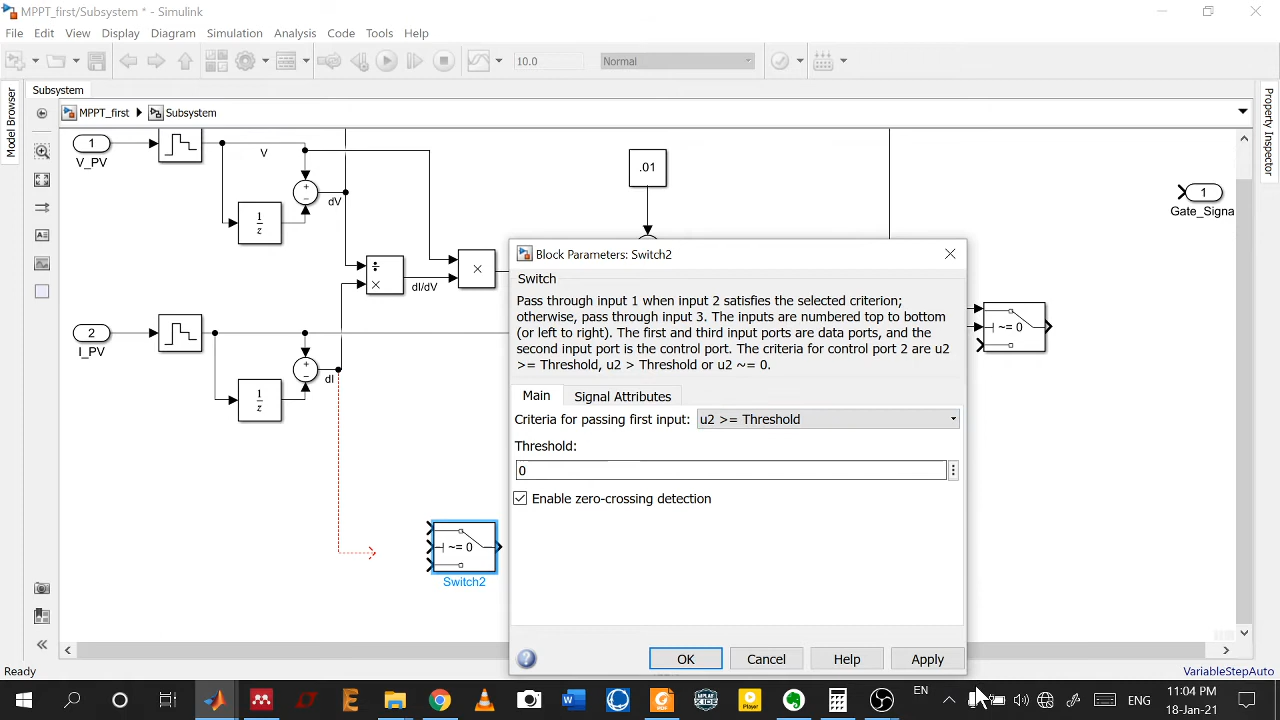 MPPT_first/Subsystem * - Simulink
File Edit View Display Diagram Simulation Analysis Code Tools Help
10.0
Normal
Subsystem
MPPT_first
Subsystem
Model Browser
Property Inspector
1
V_PV
V
+
−
dV
1
z
÷
×
dI/dV
×
.01
1
Gate_Signa
2
I_PV
+
−
dI
1
z
~= 0
~= 0
Switch2
Block Parameters: Switch2
Switch
Pass through input 1 when input 2 satisfies the selected criterion;
otherwise, pass through input 3. The inputs are numbered top to bottom
(or left to right). The first and third input ports are data ports, and the
second input port is the control port. The criteria for control port 2 are u2
>= Threshold, u2 > Threshold or u2 ~= 0.
Main
Signal Attributes
Criteria for passing first input:
u2 >= Threshold
Threshold:
0
Enable zero-crossing detection
OK
Cancel
Help
Apply
Ready
VariableStepAuto
EN
ENG
11:04 PM
18-Jan-21